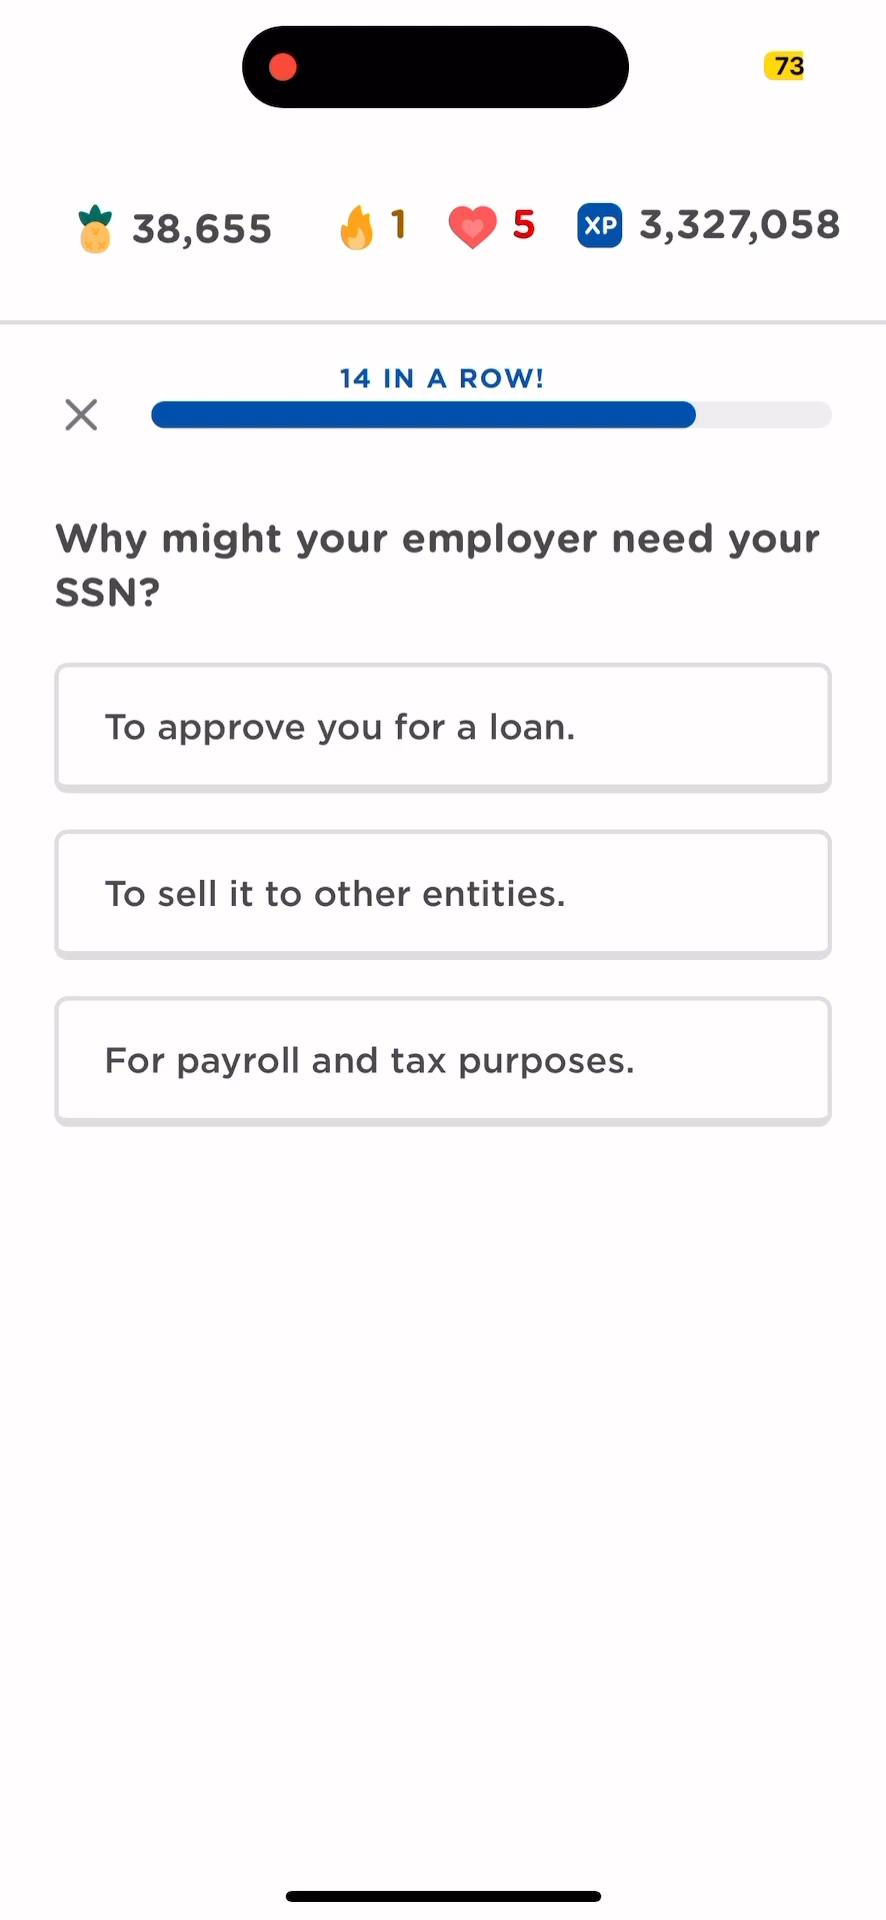 73
38,655 1 5 XP 3,327,058
14 IN A ROW!
Why might your employer need your
SSN?
To approve you for a loan.
To sell it to other entities.
For payroll and tax purposes.